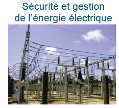 Sécurité et gestion
de l'énergie électrique